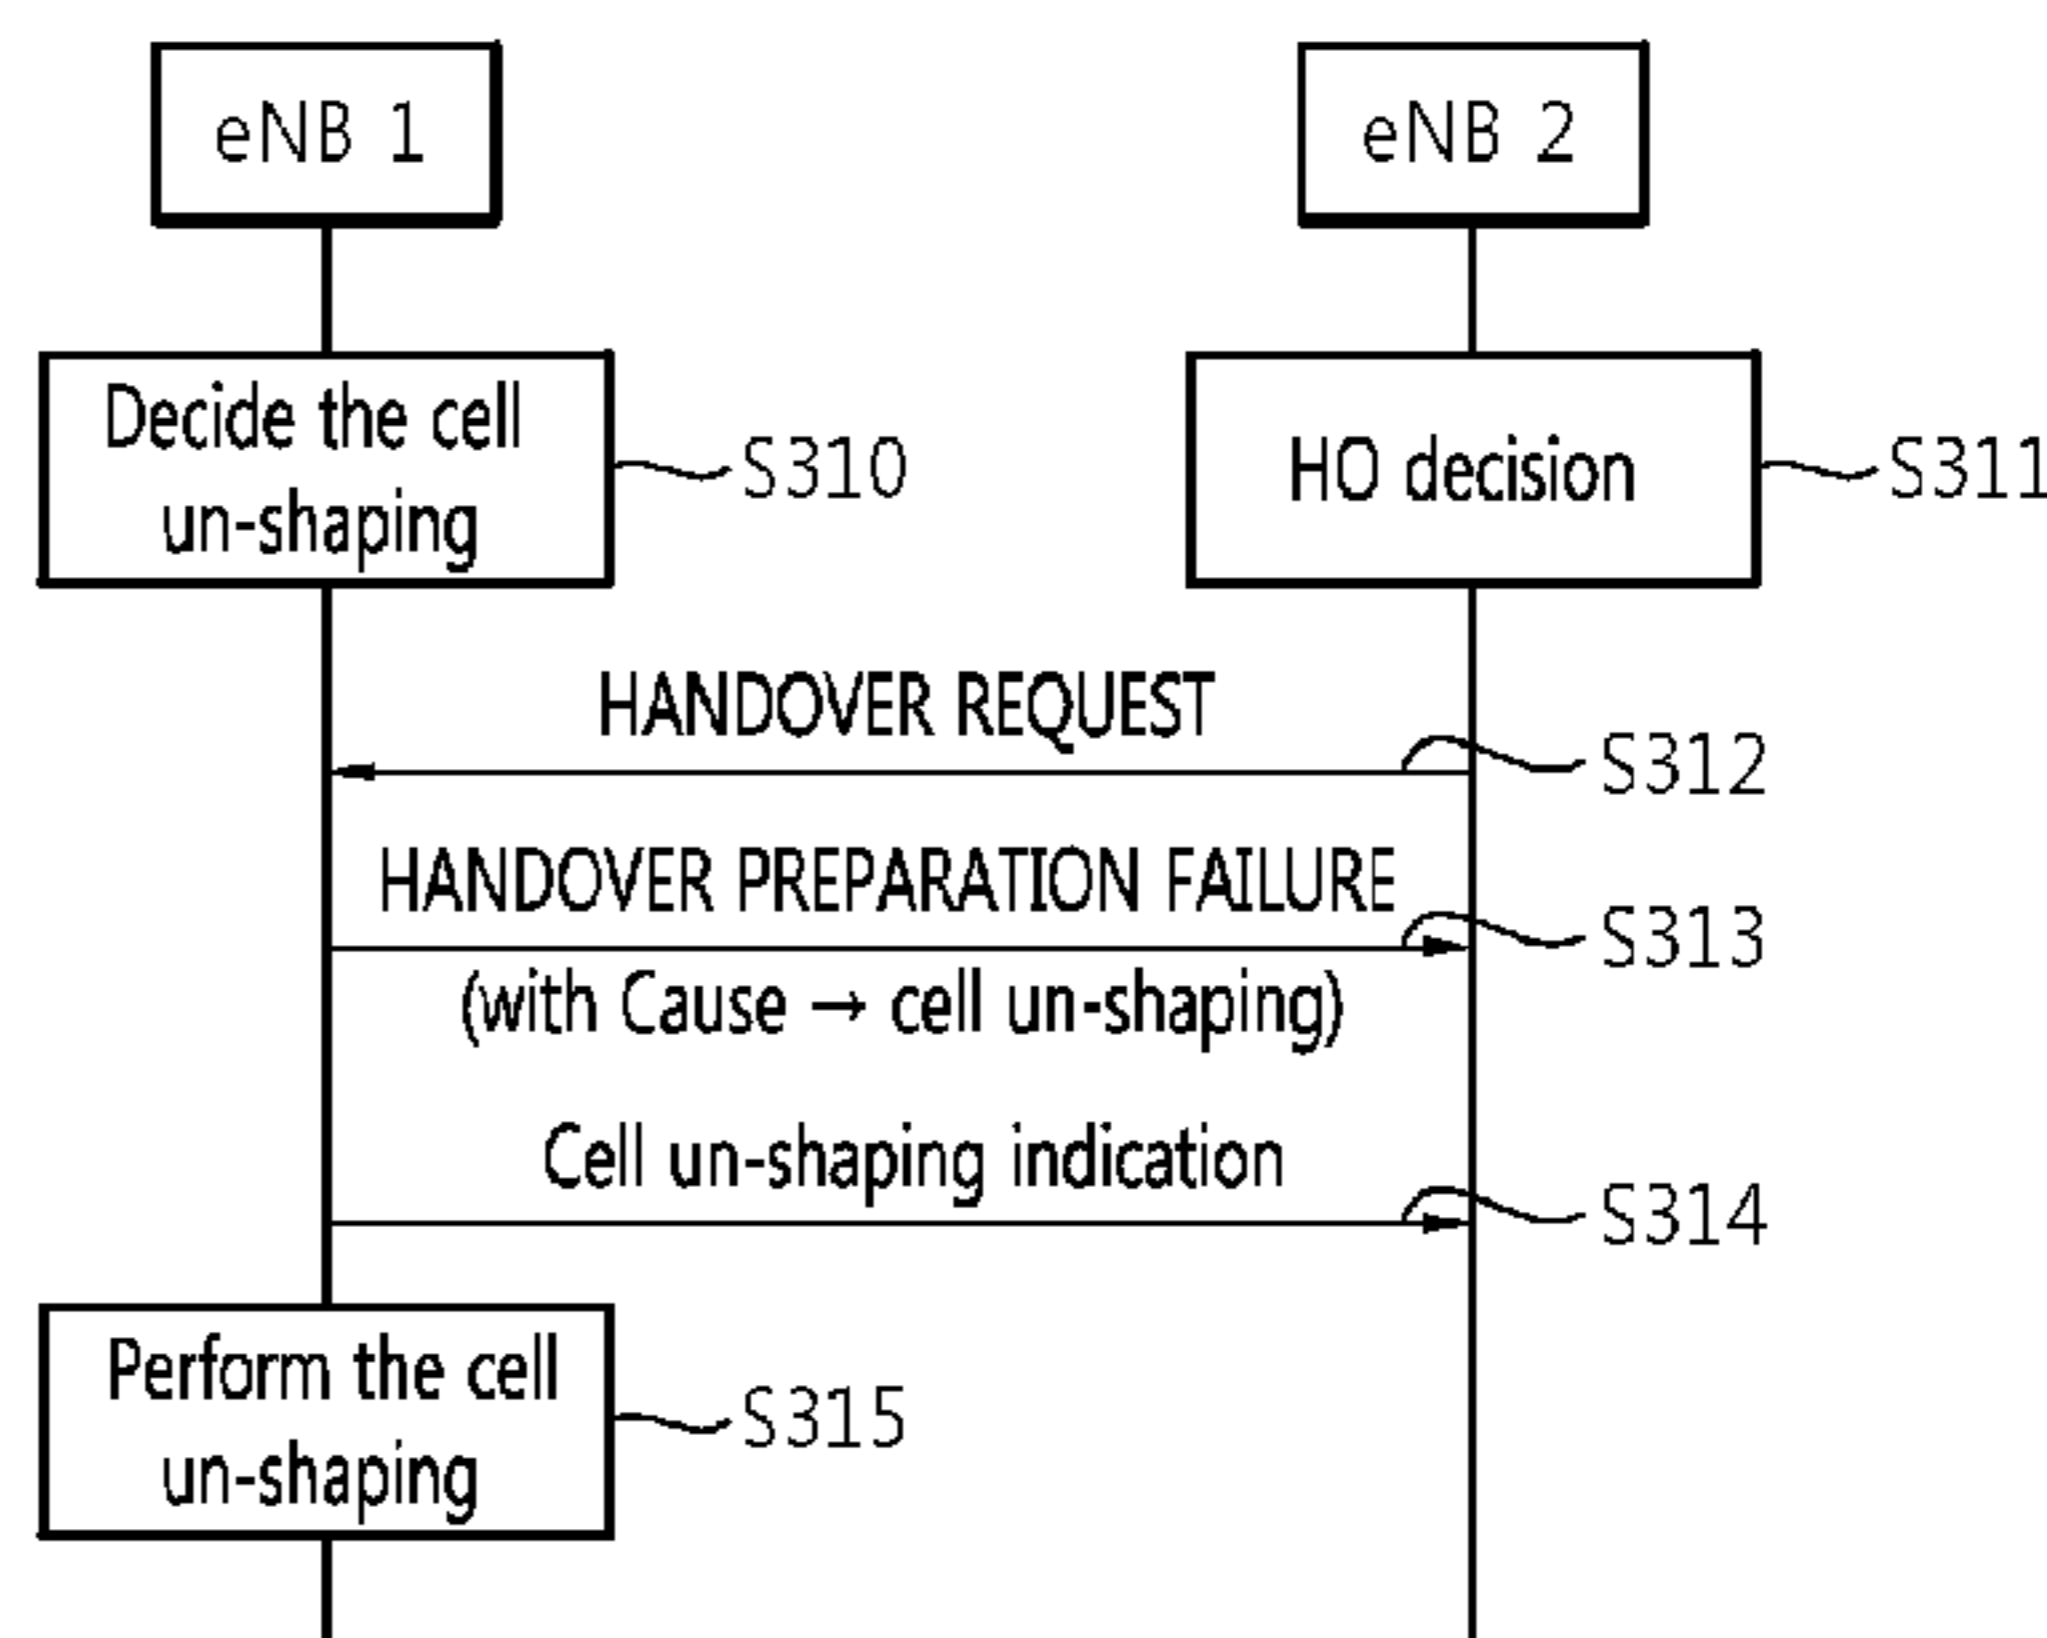 eNB 1
eNB 2
Decide the cell
un-shaping
S310
HO decision
S311
HANDOVER REQUEST
S312
HANDOVER PREPARATION FAILURE
S313
(with Cause → cell un-shaping)
Cell un-shaping indication
S314
Perform the cell
un-shaping
S315